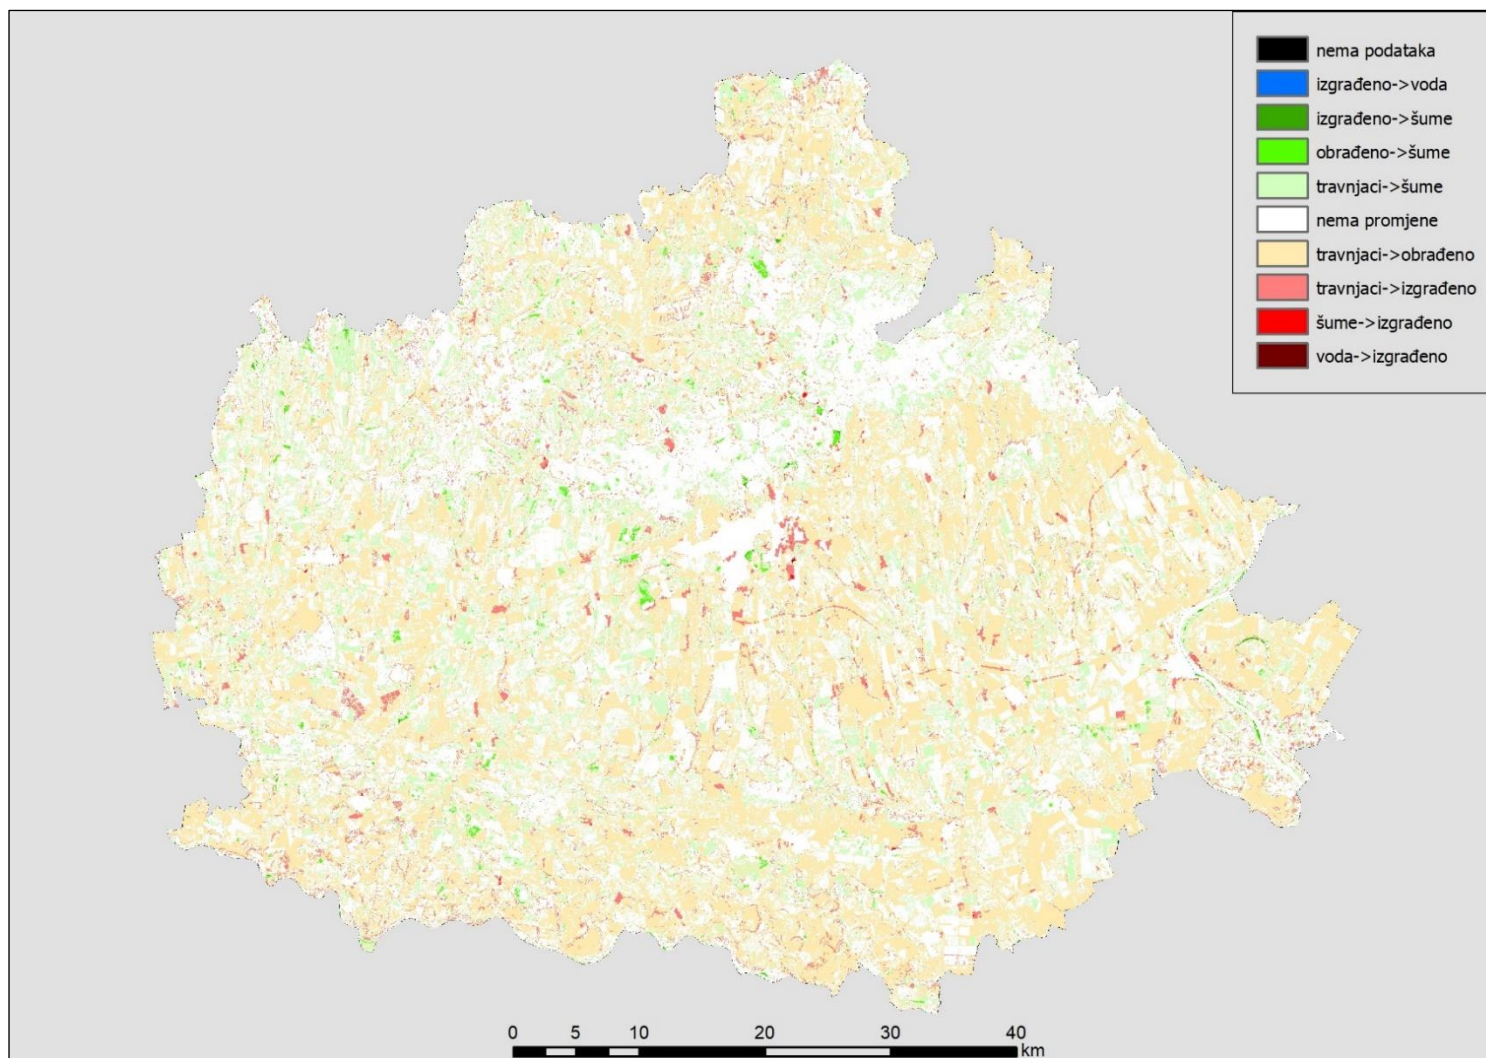 nema podataka
izgrađeno->voda
izgrađeno->šume
obrađeno->šume
travnjaci->šume
nema promjene
travnjaci->obrađeno
travnjaci->izgrađeno
šume->izgrađeno
voda->izgrađeno
0 5 10 20 30 40
km